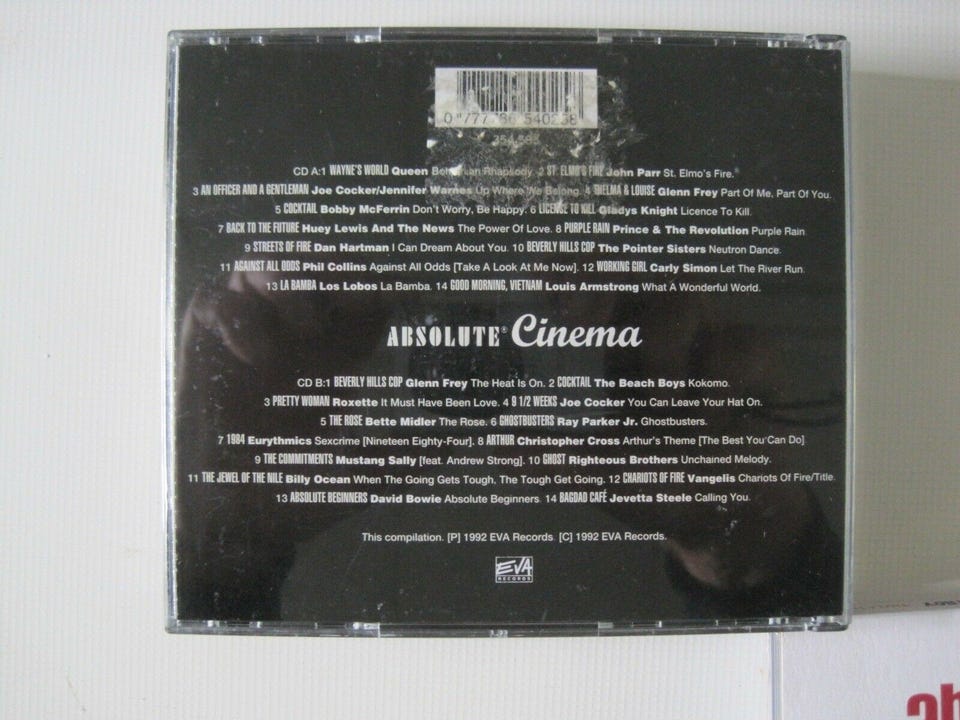 0 77778
CD A:1 WAYNE'S WORLD Queen Bohemian Rhapsody. 2 ST. ELMO'S FIRE John Parr St. Elmo's Fire.
3 AN OFFICER AND A GENTLEMAN Joe Cocker/Jennifer Warnes Up Where We Belong. 4 THELMA & LOUISE Glenn Frey Part Of Me, Part Of You.
5 COCKTAIL Bobby McFerrin Don't Worry, Be Happy. 6 LICENSE TO KILL Gladys Knight Licence To Kill.
7 BACK TO THE FUTURE Huey Lewis And The News The Power Of Love. 8 PURPLE RAIN Prince & The Revolution Purple Rain.
9 STREETS OF FIRE Dan Hartman I Can Dream About You. 10 BEVERLY HILLS COP The Pointer Sisters Neutron Dance.
11 AGAINST ALL ODDS Phil Collins Against All Odds [Take A Look At Me Now]. 12 WORKING GIRL Carly Simon Let The River Run.
13 LA BAMBA Los Lobos La Bamba. 14 GOOD MORNING, VIETNAM Louis Armstrong What A Wonderful World.
ABSOLUTE® Cinema
CD B:1 BEVERLY HILLS COP Glenn Frey The Heat Is On. 2 COCKTAIL The Beach Boys Kokomo.
3 PRETTY WOMAN Roxette It Must Have Been Love. 4 9 1/2 WEEKS Joe Cocker You Can Leave Your Hat On.
5 THE ROSE Bette Midler The Rose. 6 GHOSTBUSTERS Ray Parker Jr. Ghostbusters.
7 1984 Eurythmics Sexcrime [Nineteen Eighty-Four]. 8 ARTHUR Christopher Cross Arthur's Theme [The Best You Can Do]
9 THE COMMITMENTS Mustang Sally [feat. Andrew Strong]. 10 GHOST Righteous Brothers Unchained Melody.
11 THE JEWEL OF THE NILE Billy Ocean When The Going Gets Tough, The Tough Get Going. 12 CHARIOTS OF FIRE Vangelis Chariots Of Fire/Title.
13 ABSOLUTE BEGINNERS David Bowie Absolute Beginners. 14 BAGDAD CAFÉ Jevetta Steele Calling You.
This compilation. [P] 1992 EVA Records. [C] 1992 EVA Records.
EVA
RECORDS
ab